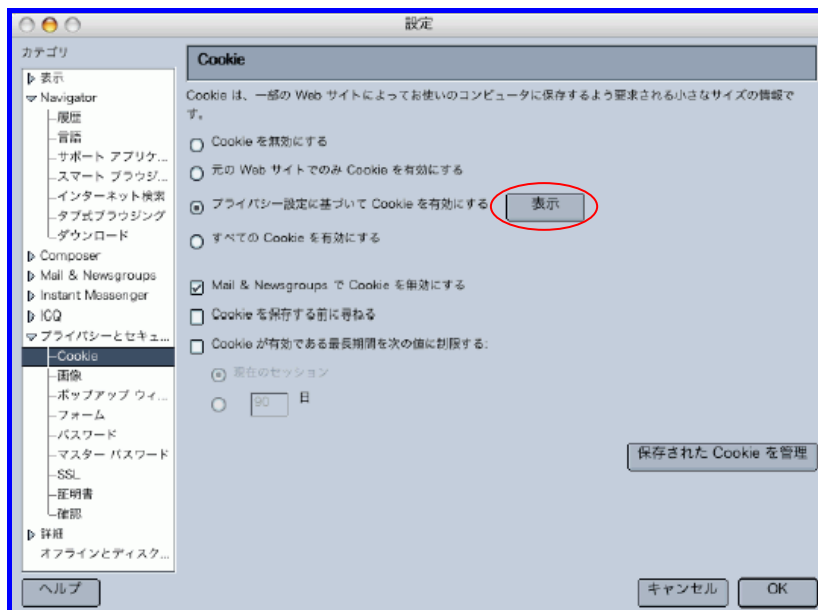 設定
カテゴリ
表示
Navigator
履歴
言語
サポート アプリケ...
スマート ブラウジ...
インターネット検索
タブ式ブラウジング
ダウンロード
Composer
Mail & Newsgroups
Instant Messenger
ICQ
プライバシーとセキュ...
Cookie
画像
ポップアップ ウィ...
フォーム
パスワード
マスター パスワード
SSL
証明書
確認
詳細
オフラインとディスク...
Cookie
Cookie は、一部の Web サイトによってお使いのコンピュータに保存するよう要求される小さなサイズの情報で
す。
Cookie を無効にする
元の Web サイトでのみ Cookie を有効にする
プライバシー設定に基づいて Cookie を有効にする 表示
すべての Cookie を有効にする
Mail & Newsgroups で Cookie を無効にする
Cookie を保存する前に尋ねる
Cookie が有効である最長期間を次の値に制限する:
現在のセッション
90 日
保存された Cookie を管理
ヘルプ キャンセル OK